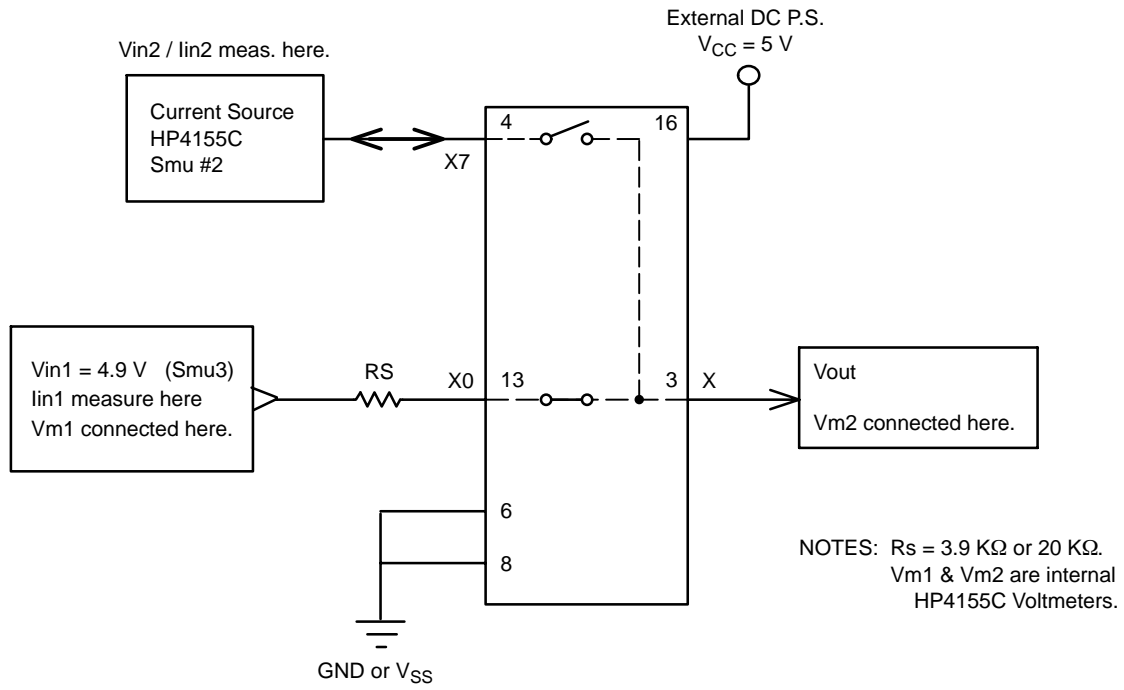 External DC P.S.
V_CC = 5 V
Vin2 / Iin2 meas. here.
Current Source
HP4155C
Smu #2
4
16
X7
Vin1 = 4.9 V (Smu3)
Iin1 measure here
Vm1 connected here.
RS
X0
13
3
X
Vout
Vm2 connected here.
6
8
NOTES: Rs = 3.9 KΩ or 20 KΩ.
Vm1 & Vm2 are internal
HP4155C Voltmeters.
GND or V_SS